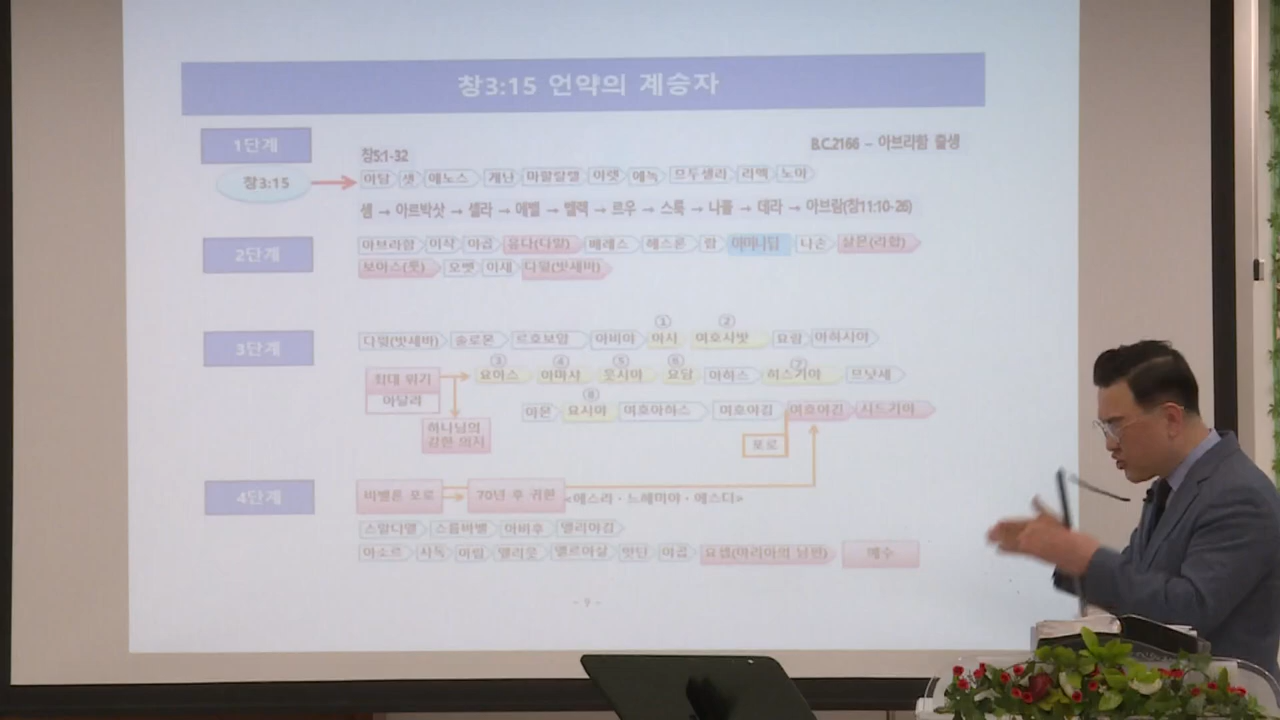 창3:15 언약의 계승자
1단계
창5:1-32
B.C.2166 - 아브라함 출생
창3:15
아담 셋 에노스 게난 마할랄렐 야렛 에녹 므두셀라 라멕 노아
셈 → 아르박삿 → 셀라 → 에벨 → 벨렉 → 르우 → 스룩 → 나홀 → 데라 → 아브람(창11:10-26)
2단계
아브라함 이삭 야곱 유다(다말) 베레스 헤스론 람 아미나답 나손 살몬(라합)
보아스(룻) 오벳 이새 다윗(밧세바)
① ②
3단계
다윗(밧세바) 솔로몬 르호보암 아비야 아사 여호사밧 요람 아하시야
③ ④ ⑤ ⑥ ⑦
최대 위기
아달랴
요아스 아마샤 웃시야 요담 아하스 히스기야 므낫세
⑧
아몬 요시야 여호아하스 여호야김 여호야긴 시드기야
하나님의
강한 의지
포로
4단계
바벨론 포로 70년 후 귀환 <에스라 · 느헤미야 · 에스더>
스알디엘 스룹바벨 아비훗 엘리아김
아소르 사독 아킴 엘리웃 엘르아살 맛단 야곱 요셉(마리아의 남편) 예수
- 9 -